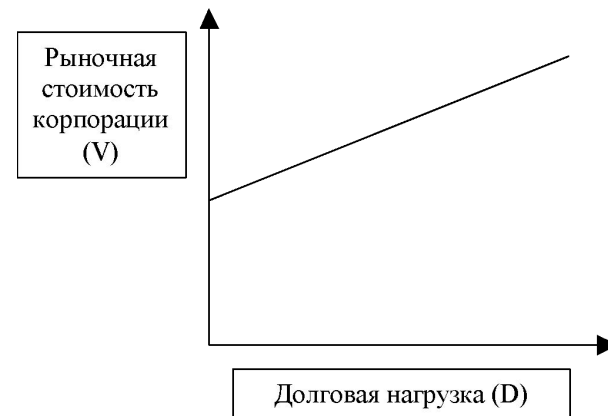 Рыночная
стоимость
корпорации
(V)
Долговая нагрузка (D)